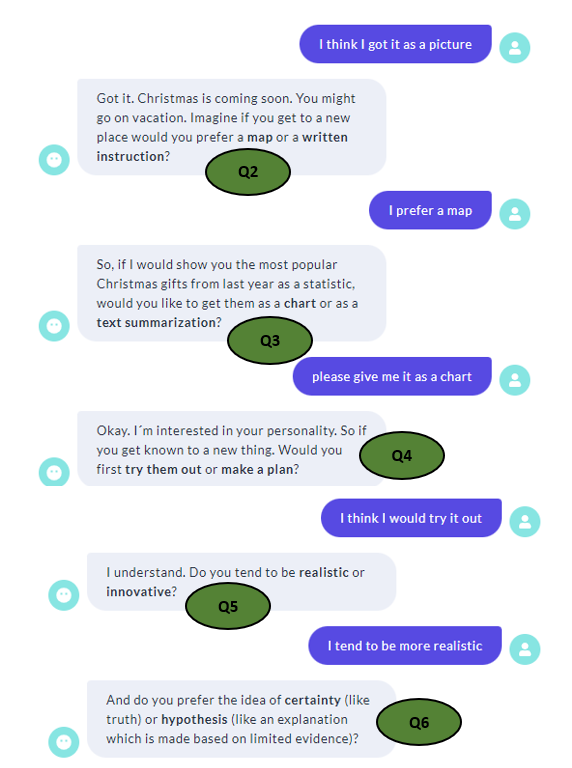 I think I got it as a picture
Got it. Christmas is coming soon. You might
go on vacation. Imagine if you get to a new
place would you prefer a map or a written
instruction?
Q2
I prefer a map
So, if I would show you the most popular
Christmas gifts from last year as a statistic,
would you like to get them as a chart or as a
text summarization?
Q3
please give me it as a chart
Okay. I´m interested in your personality. So if
you get known to a new thing. Would you
first try them out or make a plan?
Q4
I think I would try it out
I understand. Do you tend to be realistic or
innovative?
Q5
I tend to be more realistic
And do you prefer the idea of certainty (like
truth) or hypothesis (like an explanation
which is made based on limited evidence)?
Q6